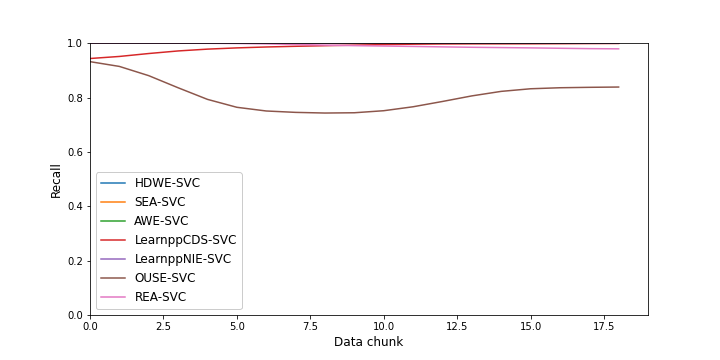 1.0
0.8
0.6
0.4
0.2
0.0
Recall
HDWE-SVC
SEA-SVC
AWE-SVC
LearnppCDS-SVC
LearnppNIE-SVC
OUSE-SVC
REA-SVC
0.0 2.5 5.0 7.5 10.0 12.5 15.0 17.5
Data chunk